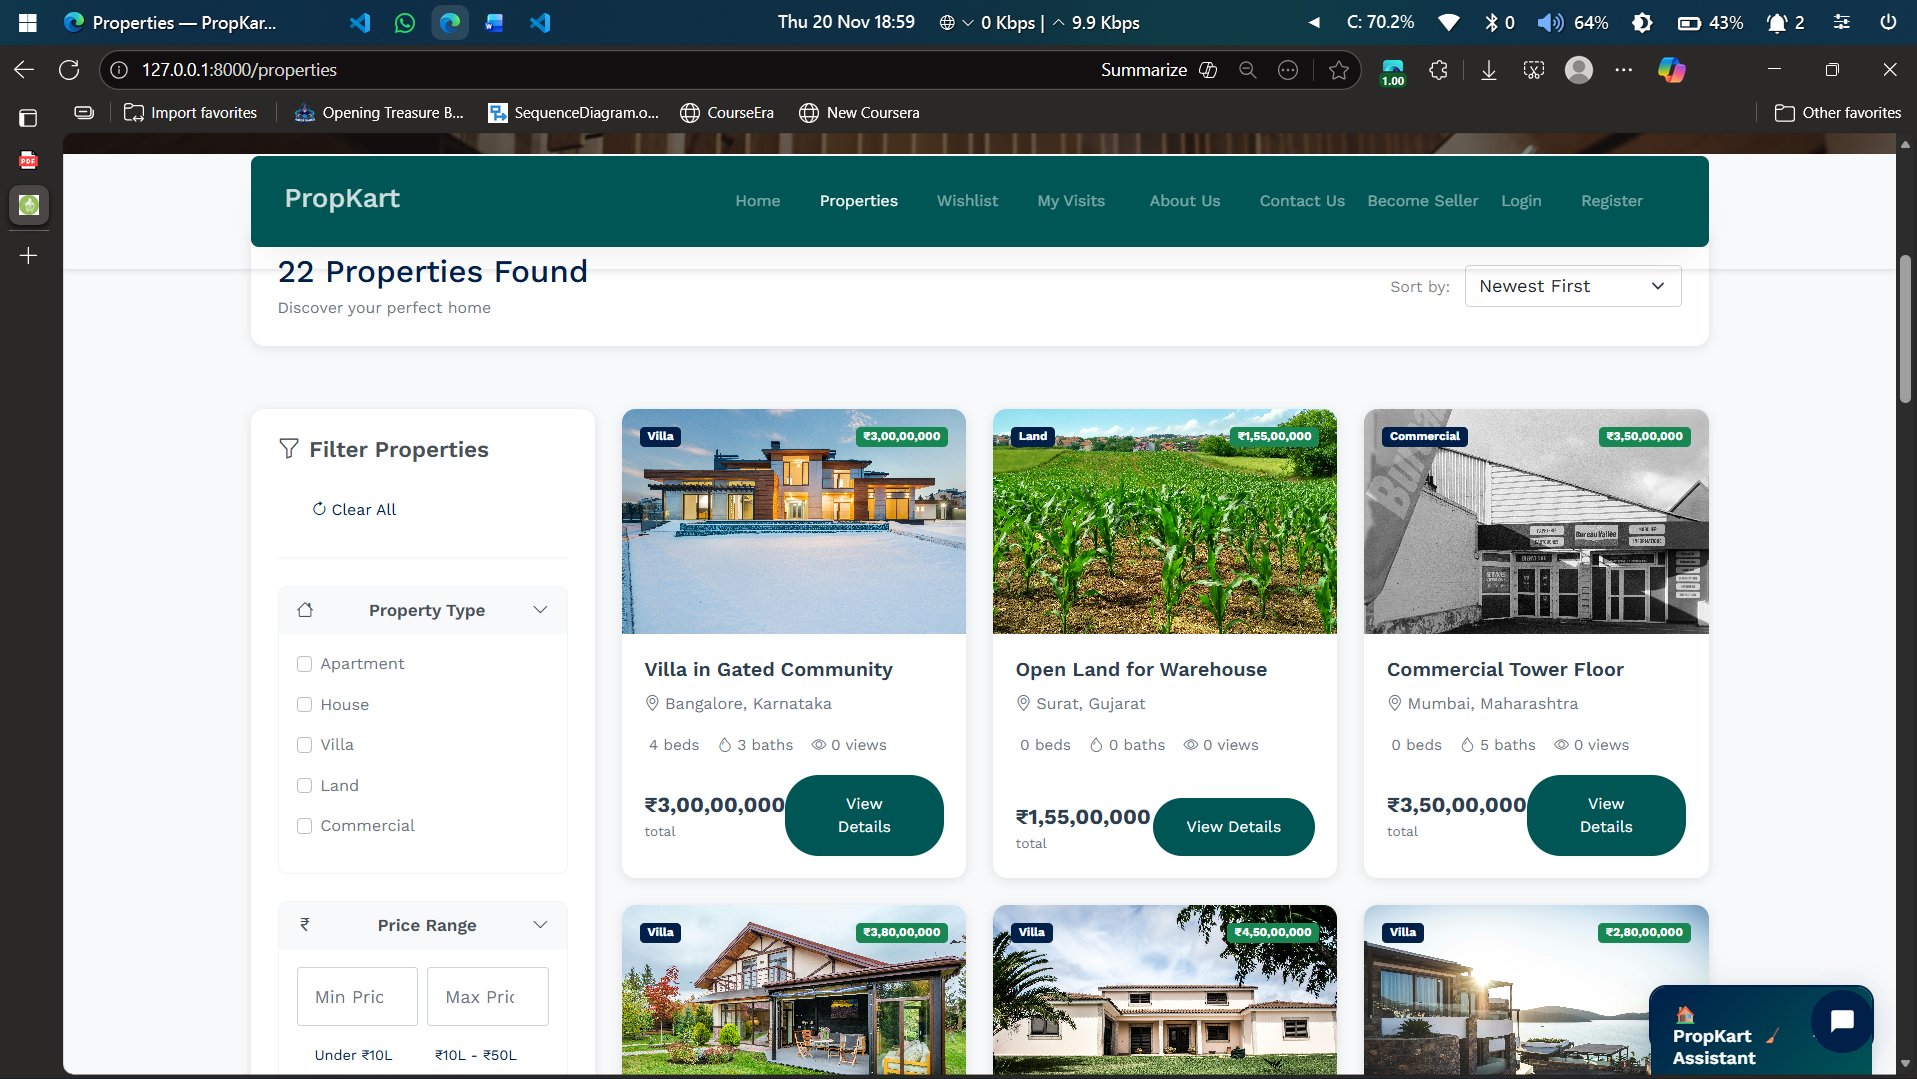 Properties — PropKar...
Thu 20 Nov 18:59
0 Kbps | 9.9 Kbps
C: 70.2%
0
64%
43%
2
127.0.0.1:8000/properties
Summarize
1.00
Import favorites
Opening Treasure B...
SequenceDiagram.o...
CourseEra
New Coursera
Other favorites
PDF
PropKart
Home
Properties
Wishlist
My Visits
About Us
Contact Us
Become Seller
Login
Register
22 Properties Found
Discover your perfect home
Sort by:
Newest First
Filter Properties
Clear All
Property Type
Apartment
House
Villa
Land
Commercial
₹
Price Range
Min Pric
Max Pric
Under ₹10L
₹10L - ₹50L
Villa
₹3,00,00,000
Villa in Gated Community
Bangalore, Karnataka
4 beds
3 baths
0 views
₹3,00,00,000
total
View
Details
Land
₹1,55,00,000
Open Land for Warehouse
Surat, Gujarat
0 beds
0 baths
0 views
₹1,55,00,000
total
View Details
Commercial
₹3,50,00,000
Bureau Vallée
Commercial Tower Floor
Mumbai, Maharashtra
0 beds
5 baths
0 views
₹3,50,00,000
total
View
Details
Villa
₹3,80,00,000
Villa
₹4,50,00,000
Villa
₹2,80,00,000
PropKart
Assistant